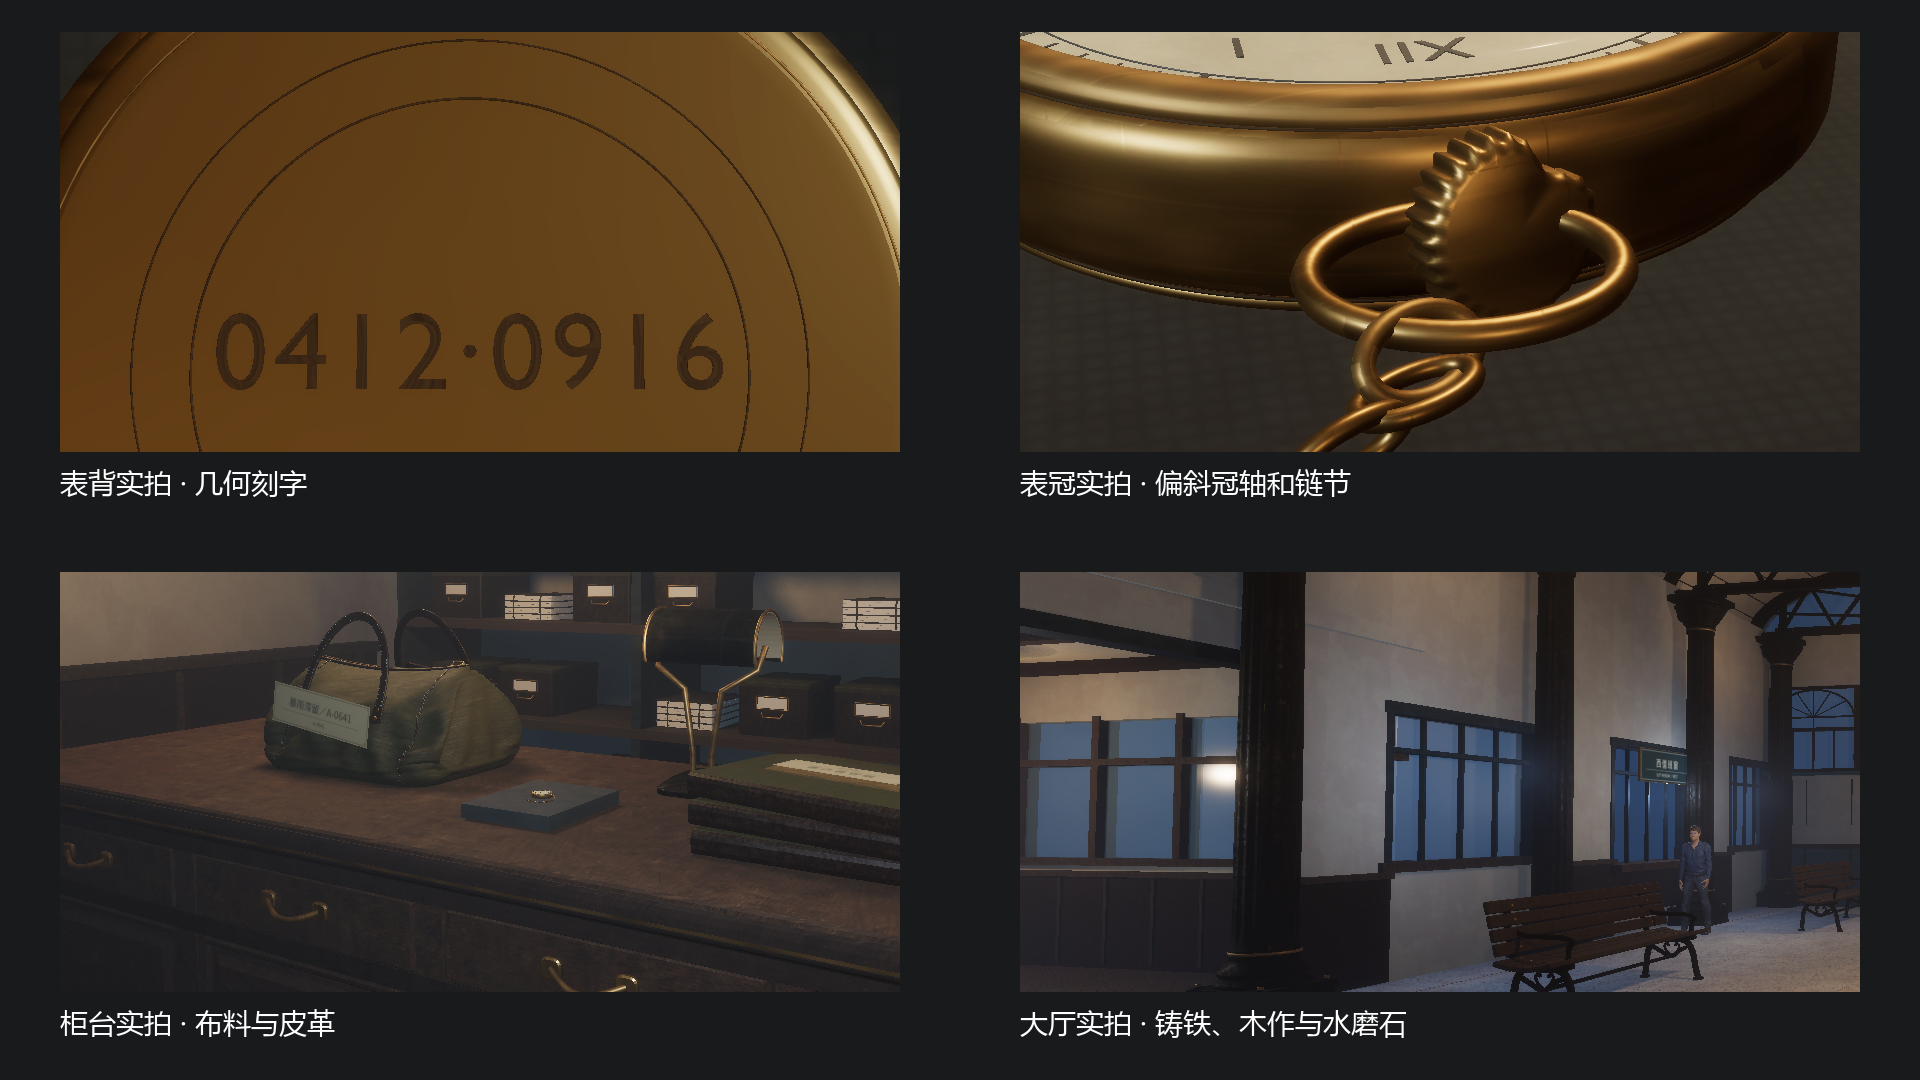 0412·0916
I
XII
表背实拍 · 几何刻字
表冠实拍 · 偏斜冠轴和链节
A-0641
柜台实拍 · 布料与皮革
大厅实拍 · 铸铁、木作与水磨石